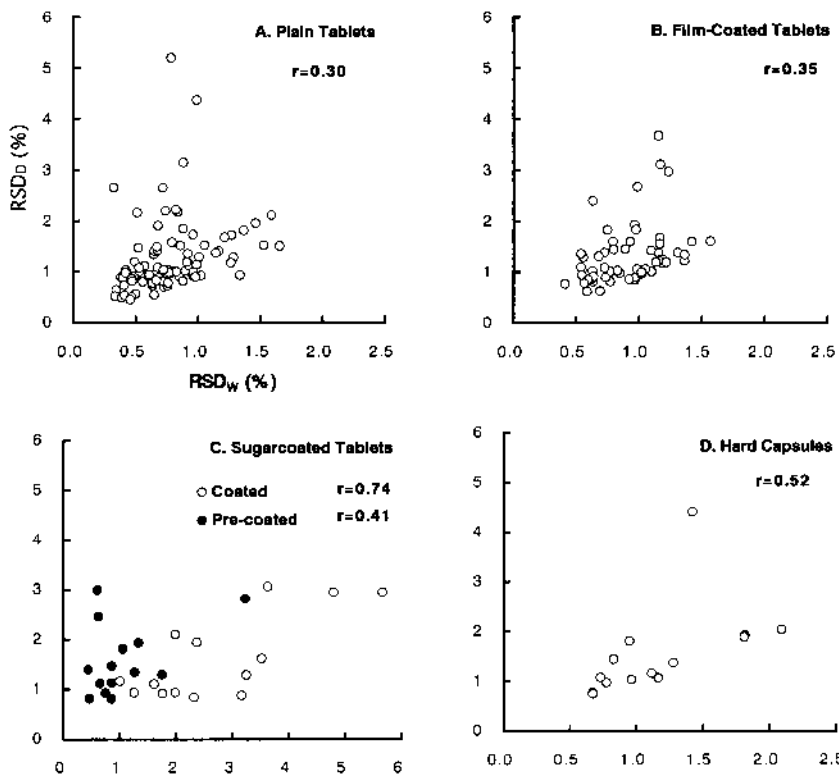 6
A. Plain Tablets
r=0.30
5
4
3
2
1
0
RSDD (%)
0.0 0.5 1.0 1.5 2.0 2.5
RSDW (%)
6
B. Film-Coated Tablets
r=0.35
5
4
3
2
1
0
0.0 0.5 1.0 1.5 2.0 2.5
6
C. Sugarcoated Tablets
5
Coated r=0.74
Pre-coated r=0.41
4
3
2
1
0
0 1 2 3 4 5 6
6
D. Hard Capsules
r=0.52
5
4
3
2
1
0
0.0 0.5 1.0 1.5 2.0 2.5